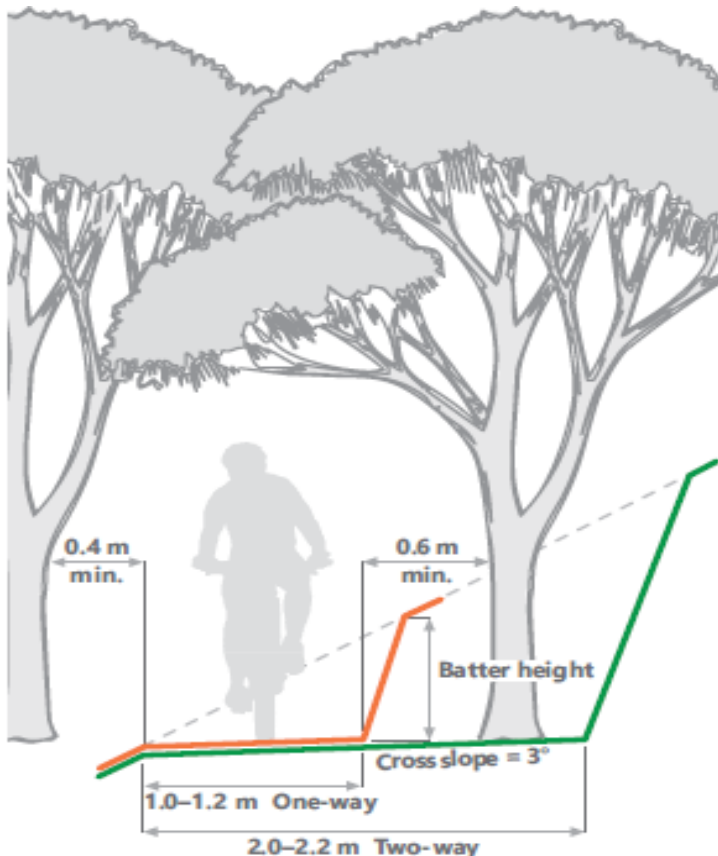 0.4 m
min.
0.6 m
min.
Batter height
Cross slope = 3°
1.0–1.2 m One-way
2.0–2.2 m Two-way